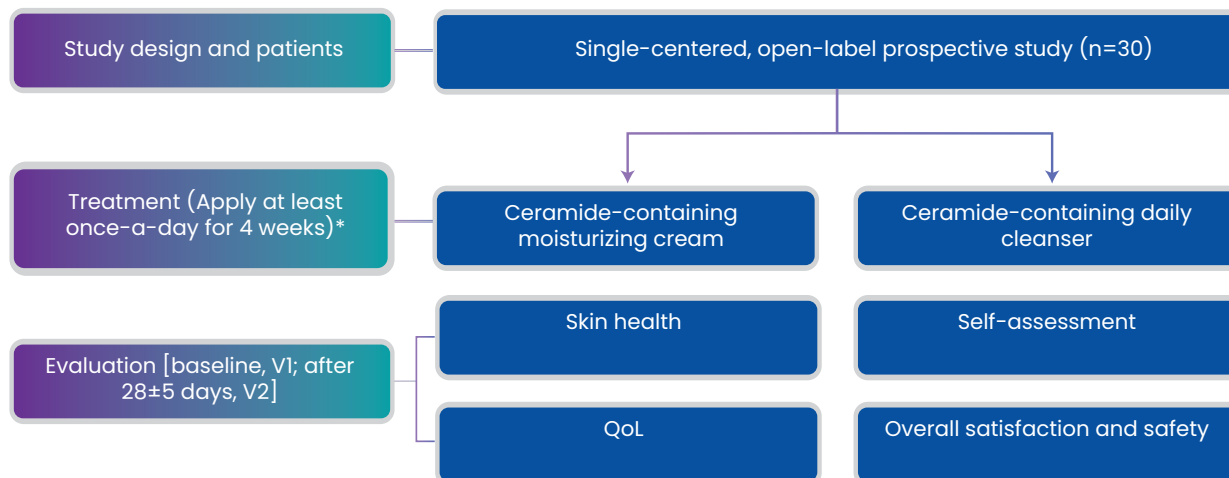 Study design and patients
Single-centered, open-label prospective study (n=30)
Treatment (Apply at least
once-a-day for 4 weeks)*
Ceramide-containing
moisturizing cream
Ceramide-containing daily
cleanser
Evaluation [baseline, V1; after
28±5 days, V2]
Skin health
Self-assessment
QoL
Overall satisfaction and safety